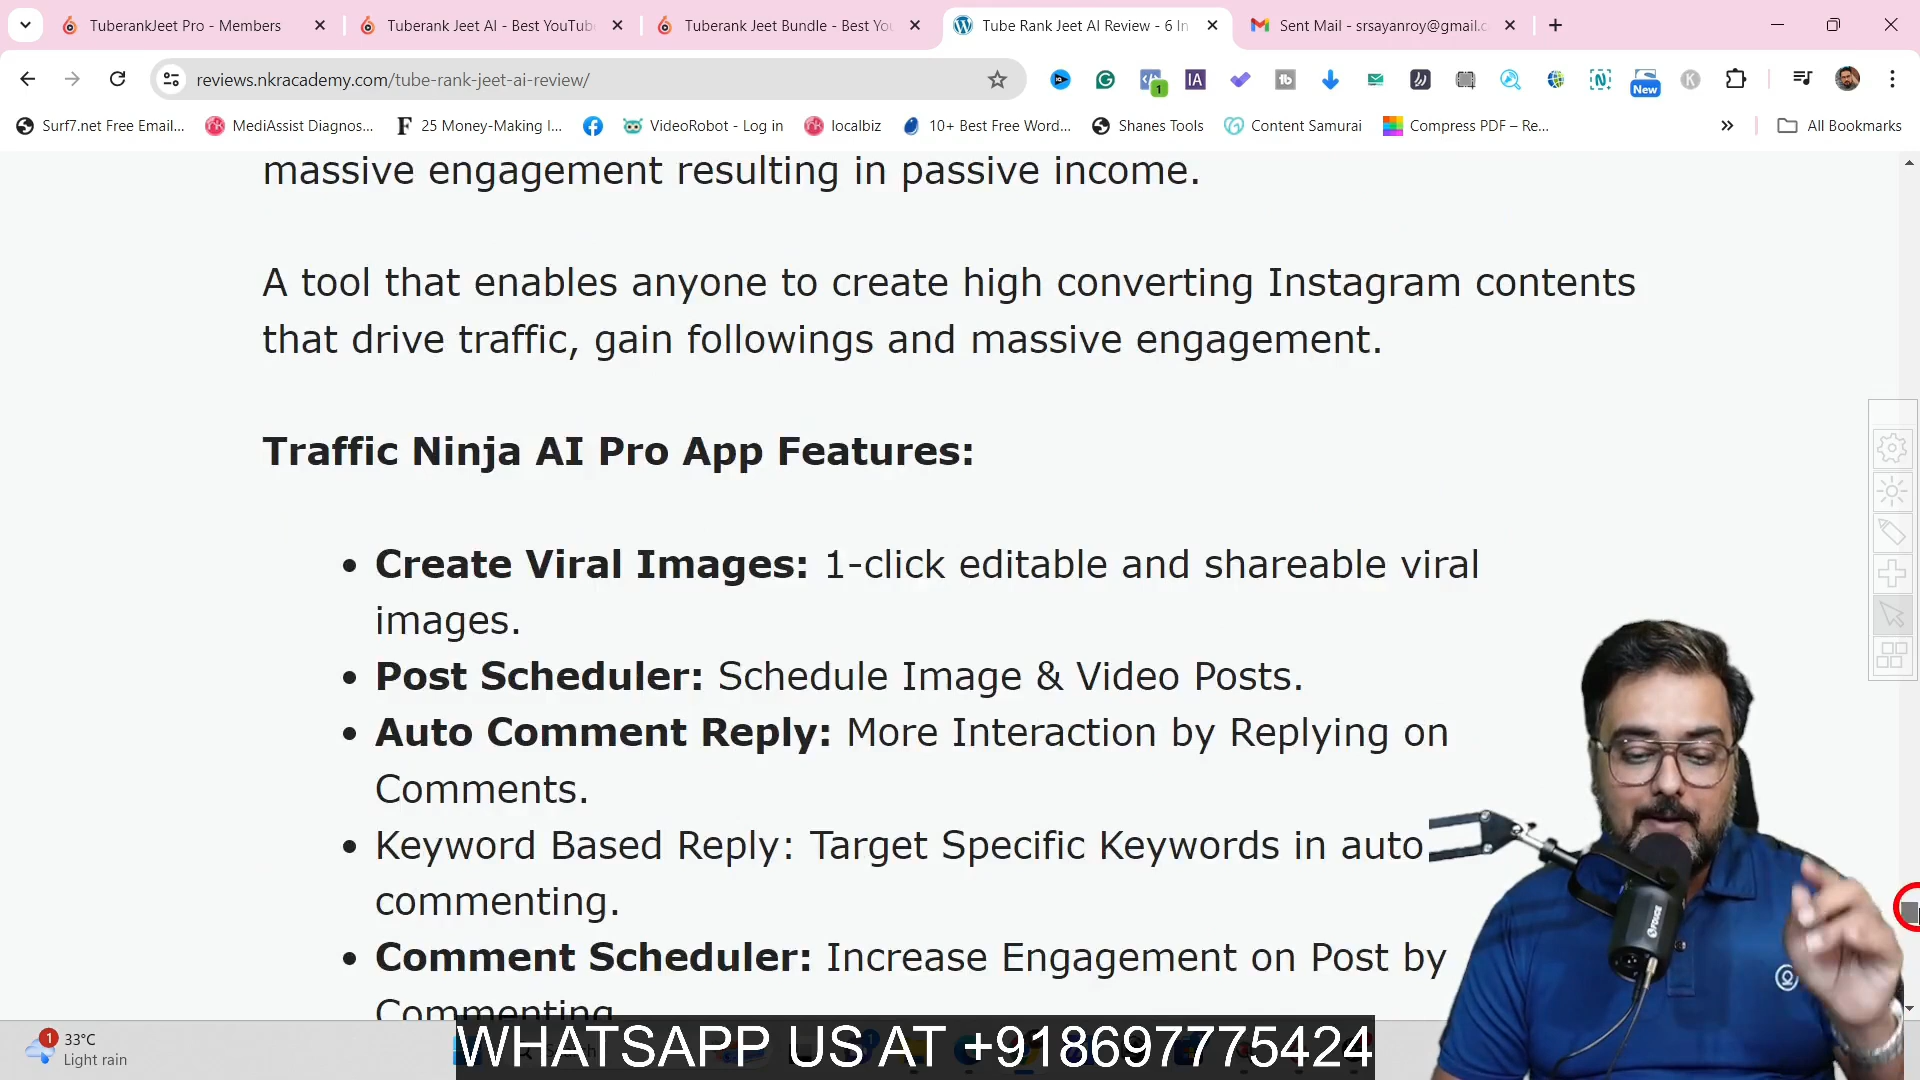 TuberankJeet Pro - Members
Tuberank Jeet AI - Best YouTub
Tuberank Jeet Bundle - Best Yo
Tube Rank Jeet AI Review - 6 In
Sent Mail - srsayanroy@gmail.c
reviews.nkracademy.com/tube-rank-jeet-ai-review/
1
IA
tb
New
K
Surf7.net Free Email...
MediAssist Diagnos...
25 Money-Making I...
VideoRobot - Log in
localbiz
10+ Best Free Word...
Shanes Tools
Content Samurai
Compress PDF – Re...
All Bookmarks
massive engagement resulting in passive income.
A tool that enables anyone to create high converting Instagram contents
that drive traffic, gain followings and massive engagement.
Traffic Ninja AI Pro App Features:
• Create Viral Images: 1-click editable and shareable viral
images.
• Post Scheduler: Schedule Image & Video Posts.
• Auto Comment Reply: More Interaction by Replying on
Comments.
• Keyword Based Reply: Target Specific Keywords in auto
commenting.
• Comment Scheduler: Increase Engagement on Post by
Commenting
1
33°C
Light rain
WHATSAPP US AT +918697775424